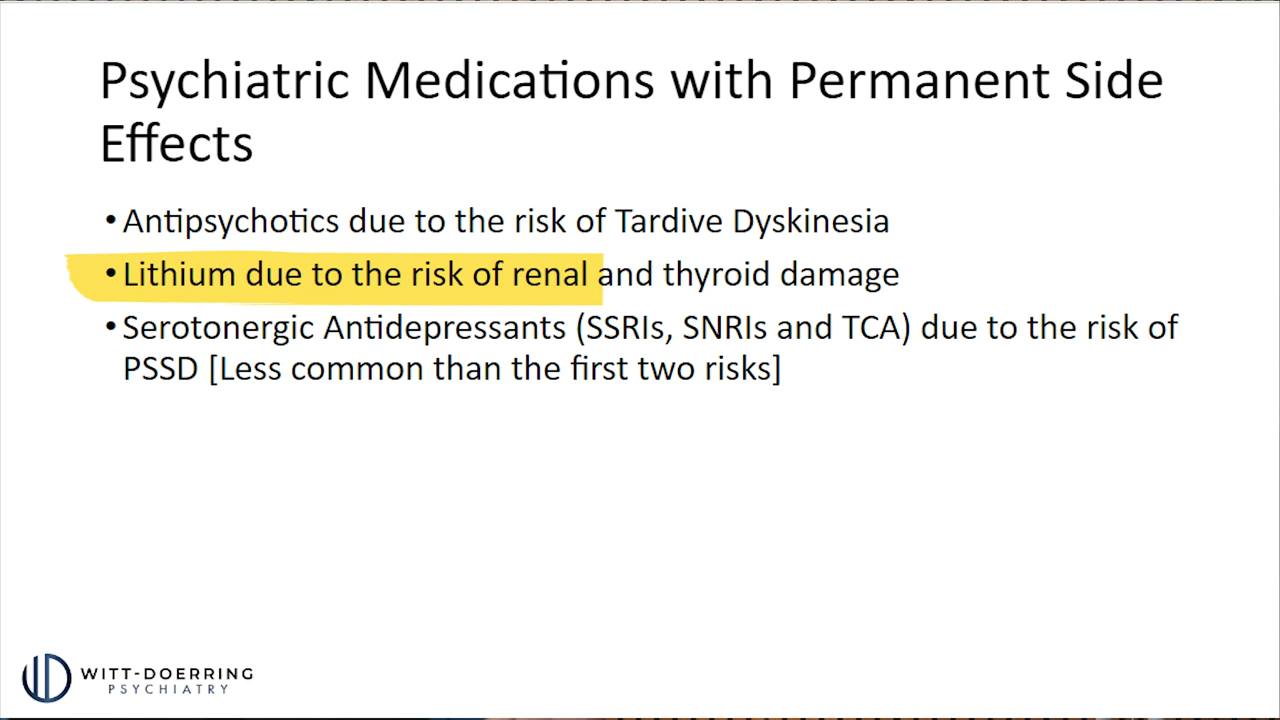 Psychiatric Medications with Permanent Side
Effects
• Antipsychotics due to the risk of Tardive Dyskinesia
• Lithium due to the risk of renal and thyroid damage
• Serotonergic Antidepressants (SSRIs, SNRIs and TCA) due to the risk of
PSSD [Less common than the first two risks]
WITT-DOERRING
PSYCHIATRY